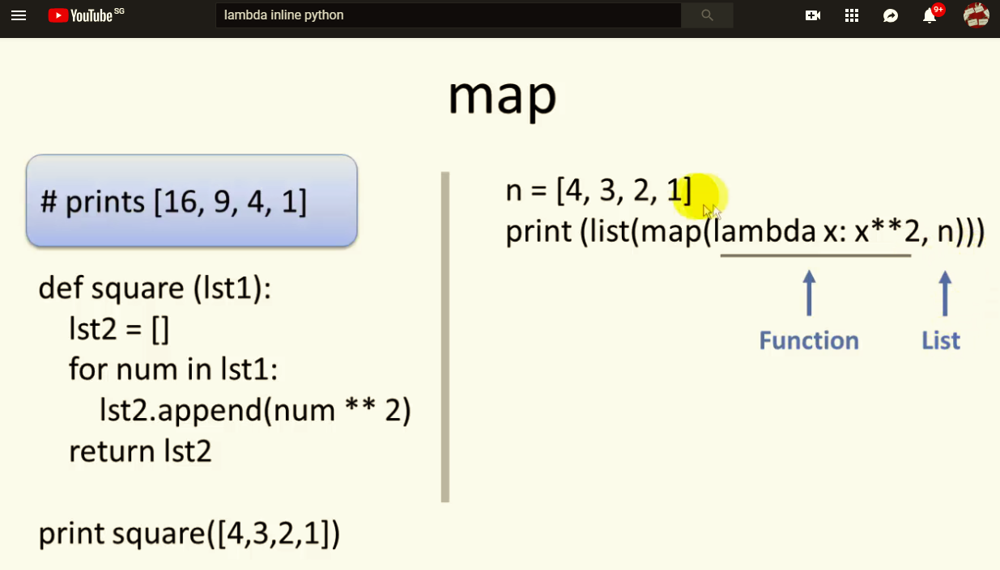 YouTube SG
lambda inline python
9+
map
# prints [16, 9, 4, 1]
def square (lst1):
lst2 = []
for num in lst1:
lst2.append(num ** 2)
return lst2
print square([4,3,2,1])
n = [4, 3, 2, 1]
print (list(map(lambda x: x**2, n)))
Function
List